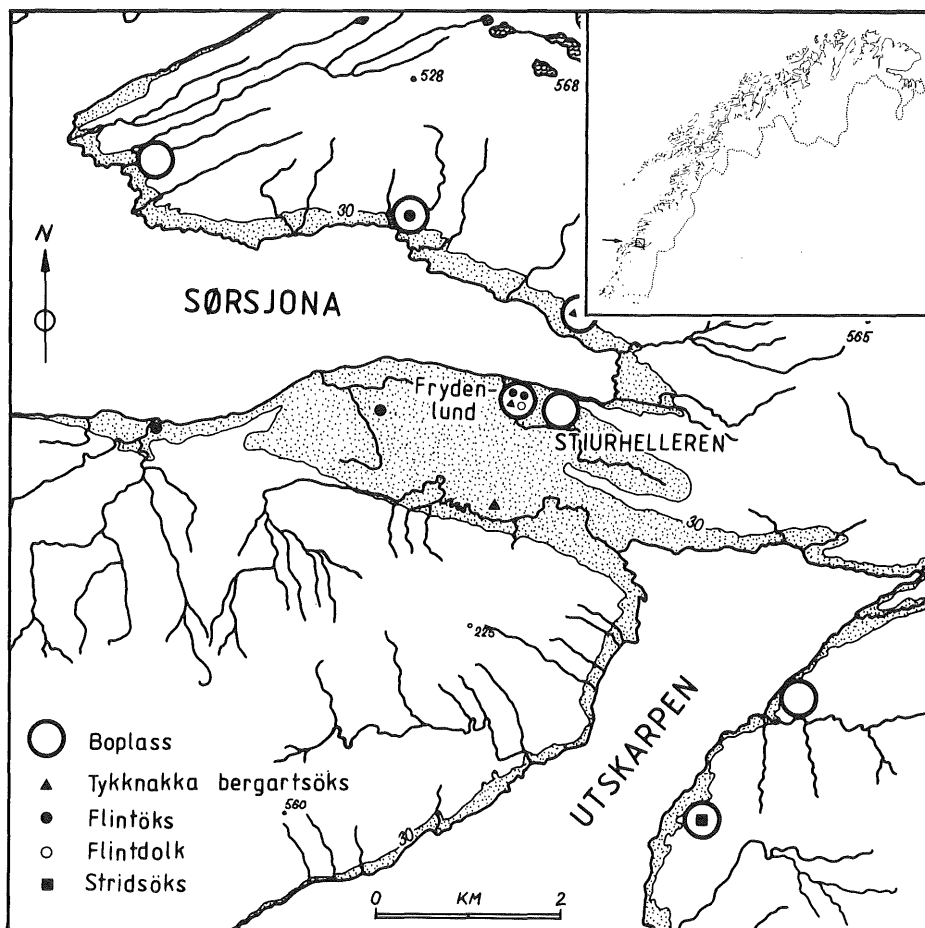 528
568
30
N
SØRSJONA
565
Fryden-
lund
STIURHELLEREN
30
225
UTSKARPEN
Boplass
Tykknakka bergartsöks
560
Flintöks
30
Flintdolk
Stridsöks
0 KM 2